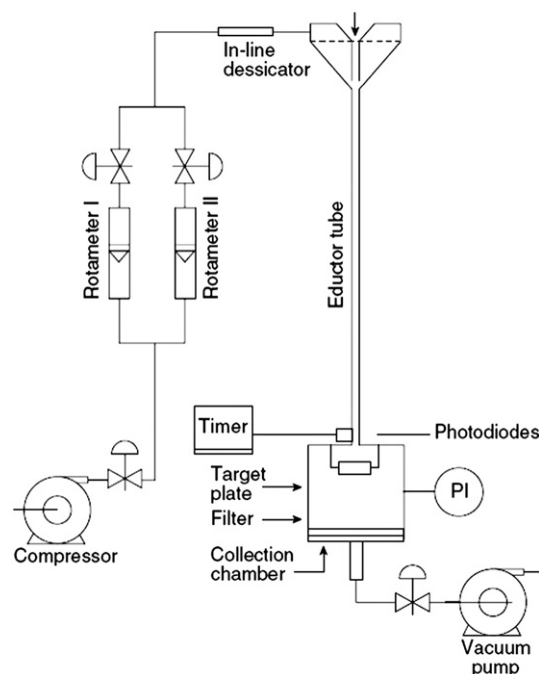 In-line
dessicator
Rotameter I
Rotameter II
Eductor tube
Timer
Photodiodes
Target
plate
PI
Filter
Compressor
Collection
chamber
Vacuum
pump